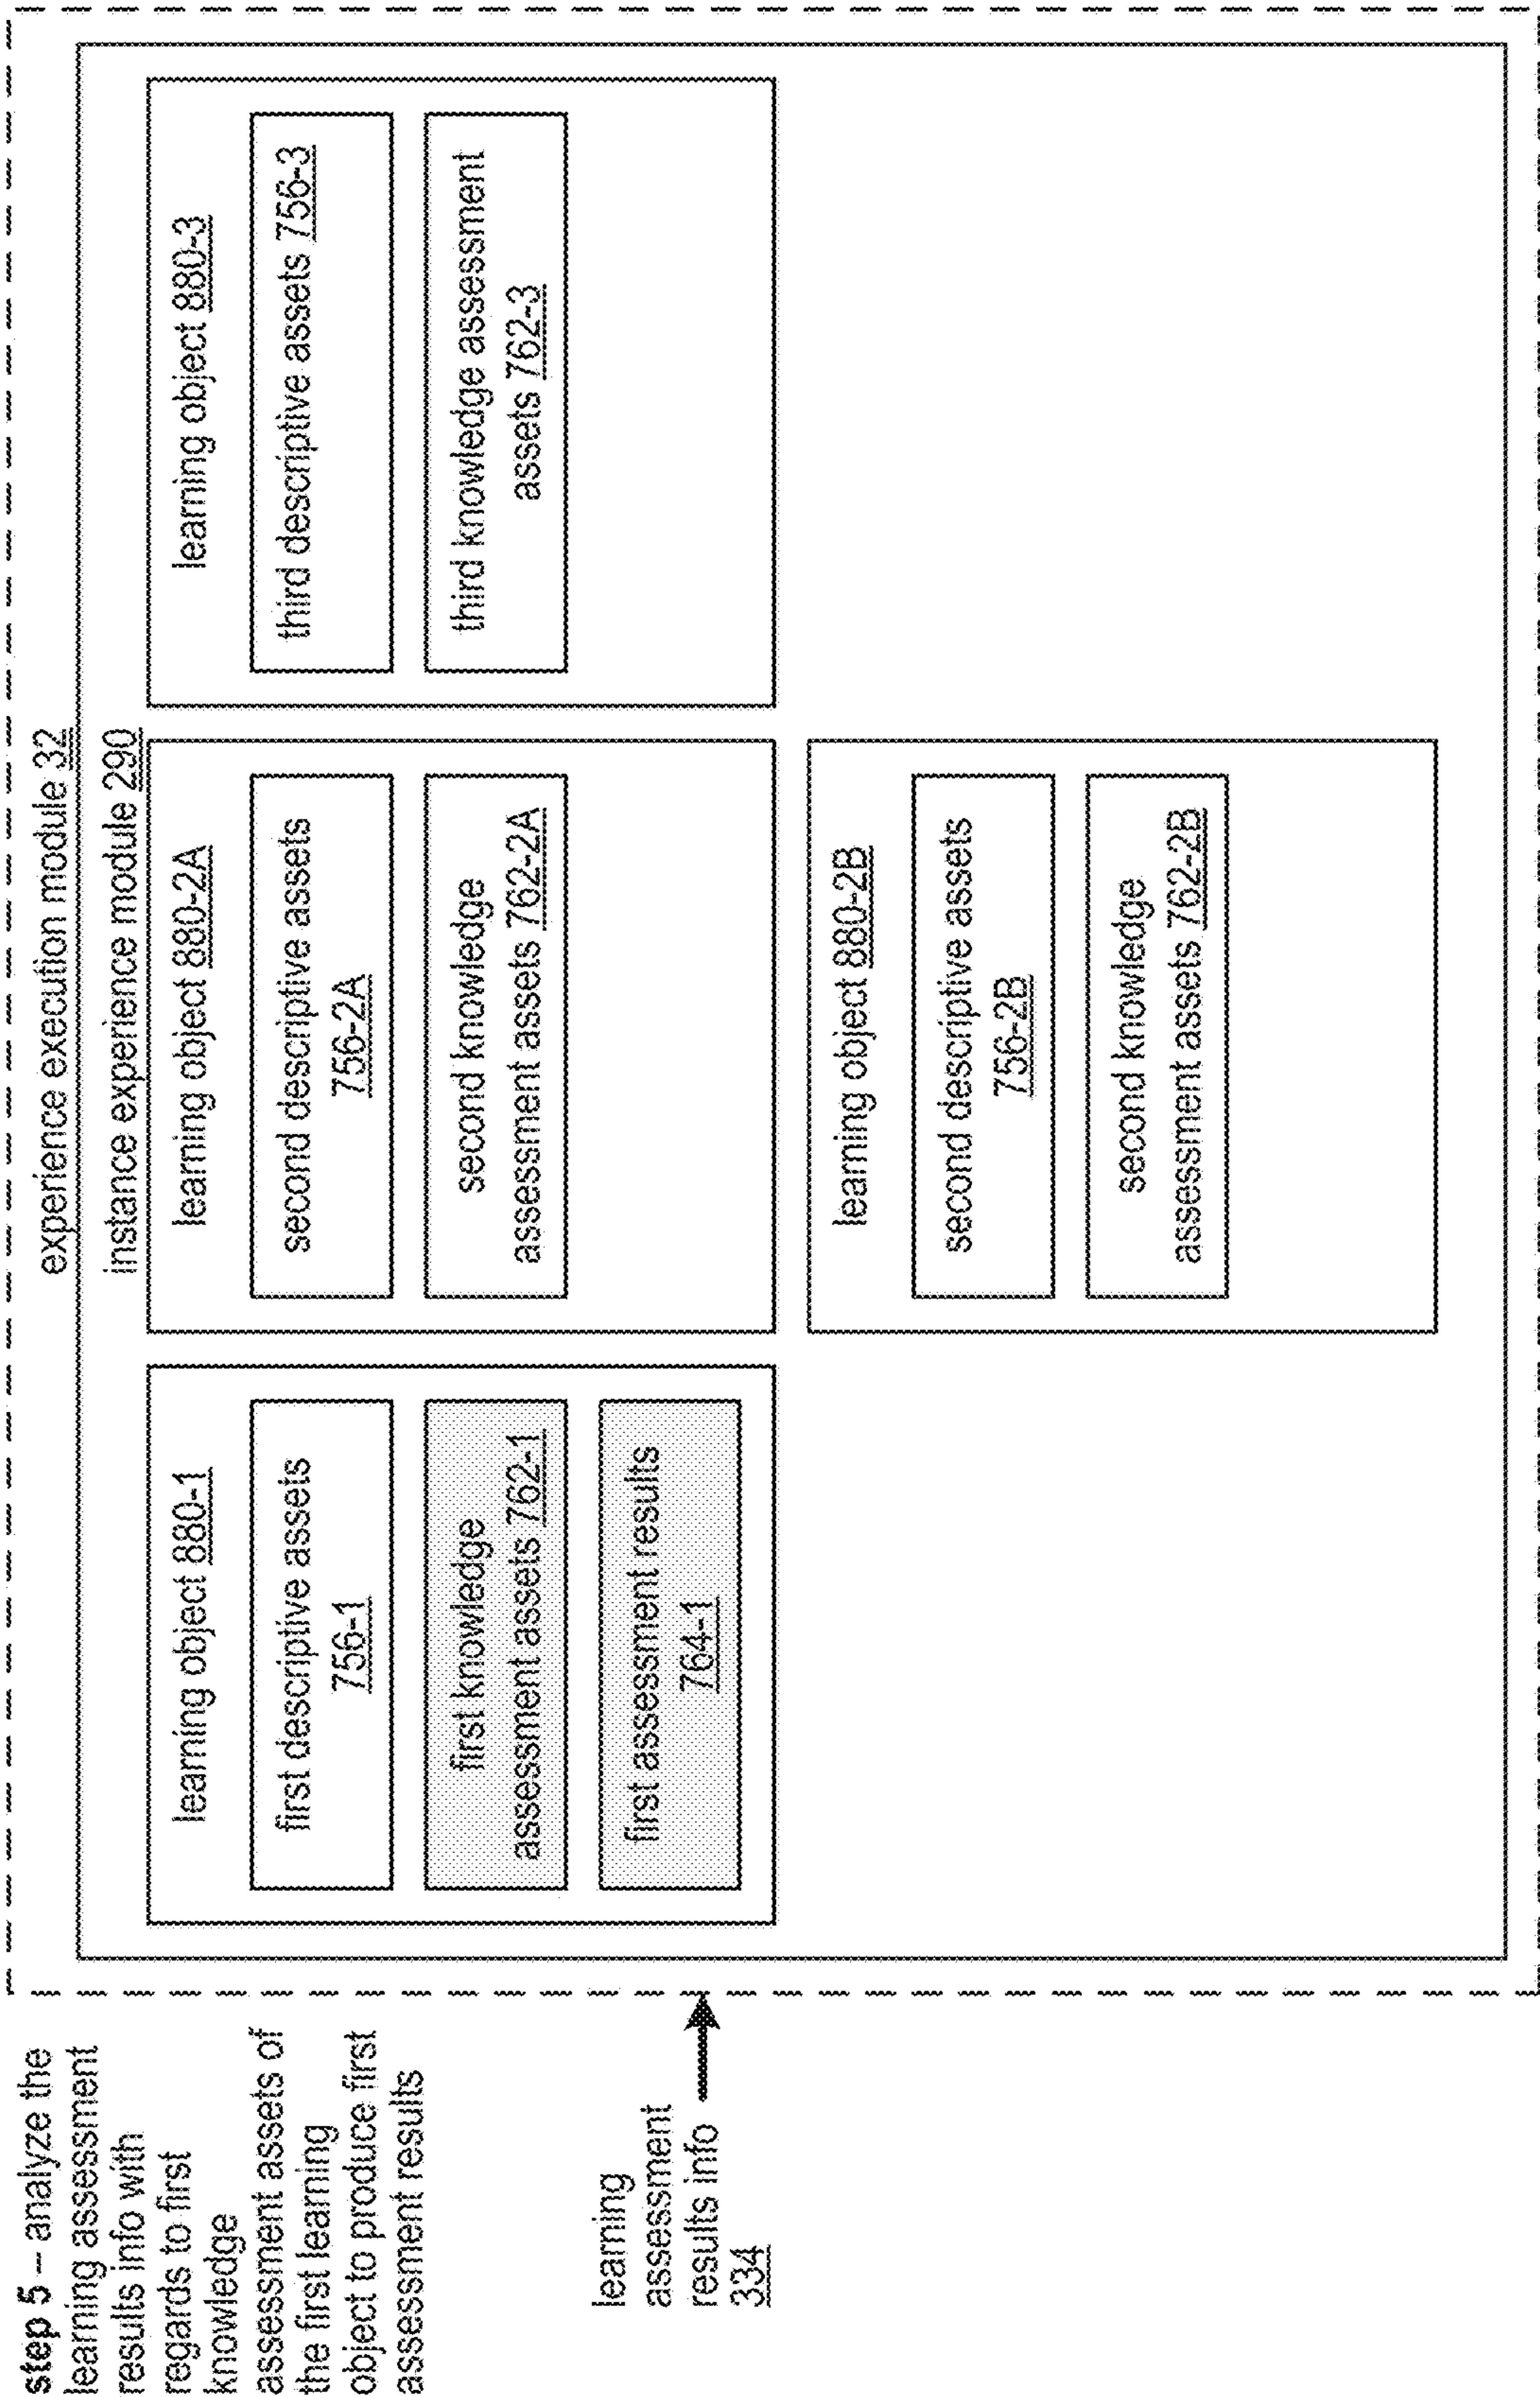 step 5 – analyze the
learning assessment
results info with
regards to first
knowledge
assessment assets of
the first learning
object to produce first
assessment results
learning
assessment
results info
334
experience execution module 32
instance experience module 290
learning object 880-1
first descriptive assets
756-1
first knowledge
assessment assets 762-1
first assessment results
764-1
learning object 880-2A
second descriptive assets
756-2A
second knowledge
assessment assets 762-2A
learning object 880-3
third descriptive assets 756-3
third knowledge assessment
assets 762-3
learning object 880-2B
second descriptive assets
756-2B
second knowledge
assessment assets 762-2B